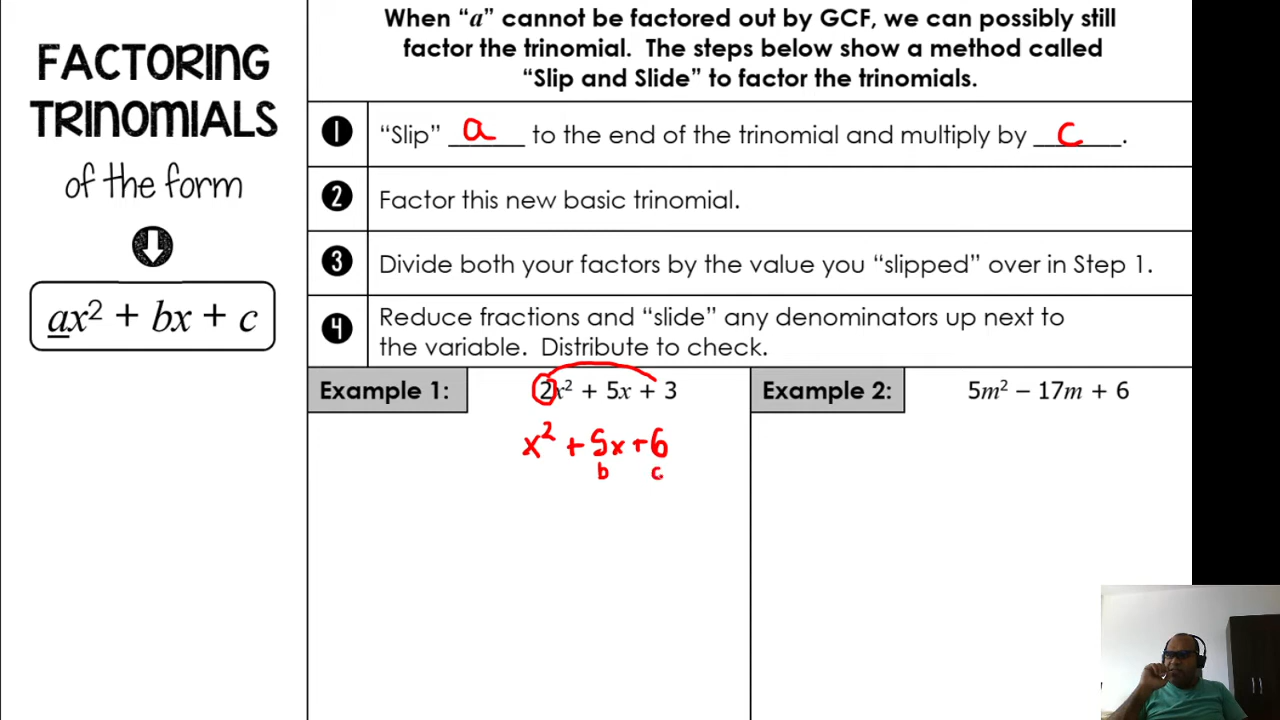 FACTORING
TRINOMIALS
of the form
ax² + bx + c
When “a” cannot be factored out by GCF, we can possibly still
factor the trinomial. The steps below show a method called
“Slip and Slide” to factor the trinomials.
1 “Slip” a to the end of the trinomial and multiply by c.
2 Factor this new basic trinomial.
3 Divide both your factors by the value you “slipped” over in Step 1.
4 Reduce fractions and “slide” any denominators up next to
the variable. Distribute to check.
Example 1: 2x² + 5x + 3
x² + 5x + 6
b c
Example 2: 5m² – 17m + 6